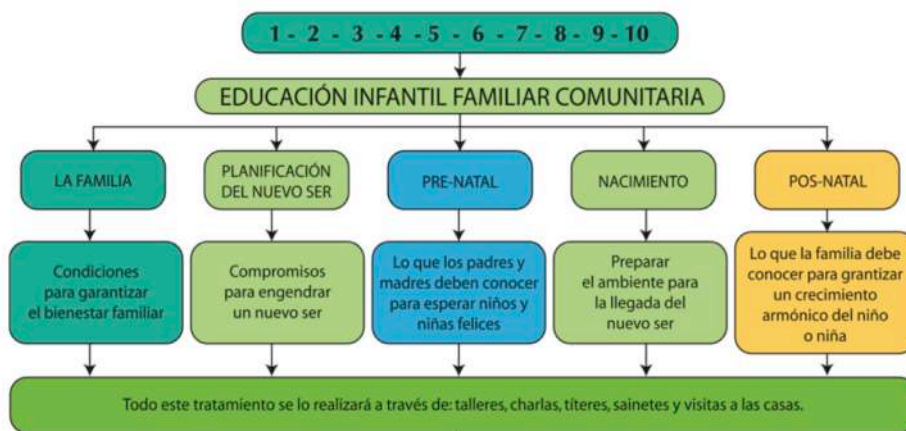 1 - 2 - 3 - 4 - 5 - 6 - 7 - 8 - 9 - 10
EDUCACIÓN INFANTIL FAMILIAR COMUNITARIA
LA FAMILIA
PLANIFICACIÓN
DEL NUEVO SER
PRE-NATAL
NACIMIENTO
POS-NATAL
Condiciones
para garantizar
el bienestar familiar
Compromisos
para engendrar
un nuevo ser
Lo que los padres y
madres deben conocer
para esperar niños y
niñas felices
Preparar
el ambiente para
la llegada del
nuevo ser
Lo que la familia debe
conocer para grantizar
un crecimiento
armónico del niño
o niña
Todo este tratamiento se lo realizará a través de: talleres, charlas, títeres, sainetes y visitas a las casas.